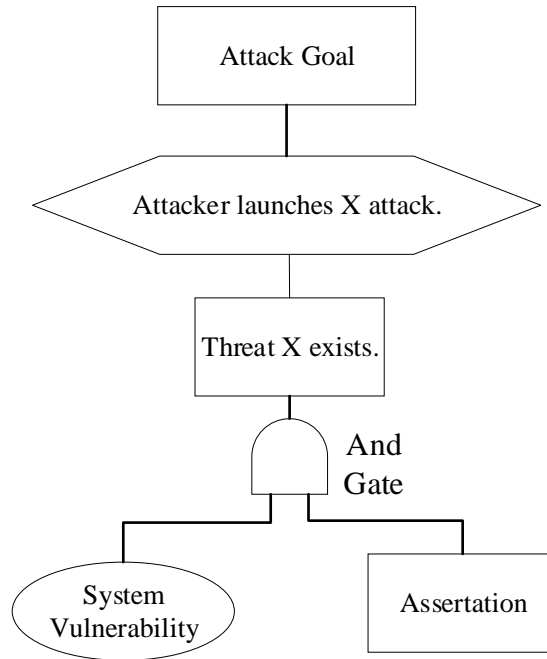 Attack Goal
Attacker launches X attack.
Threat X exists.
And
Gate
System
Vulnerability
Assertation